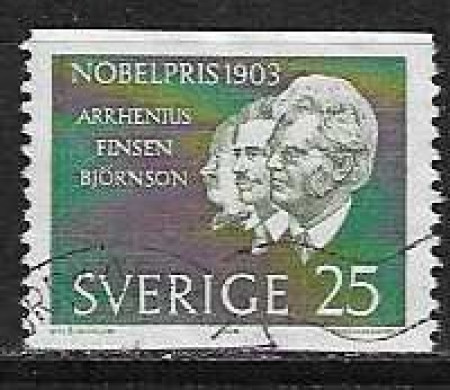 NOBELPRIS 1903
ARRHENIUS
FINSEN
BJÖRNSON
SVERIGE 25